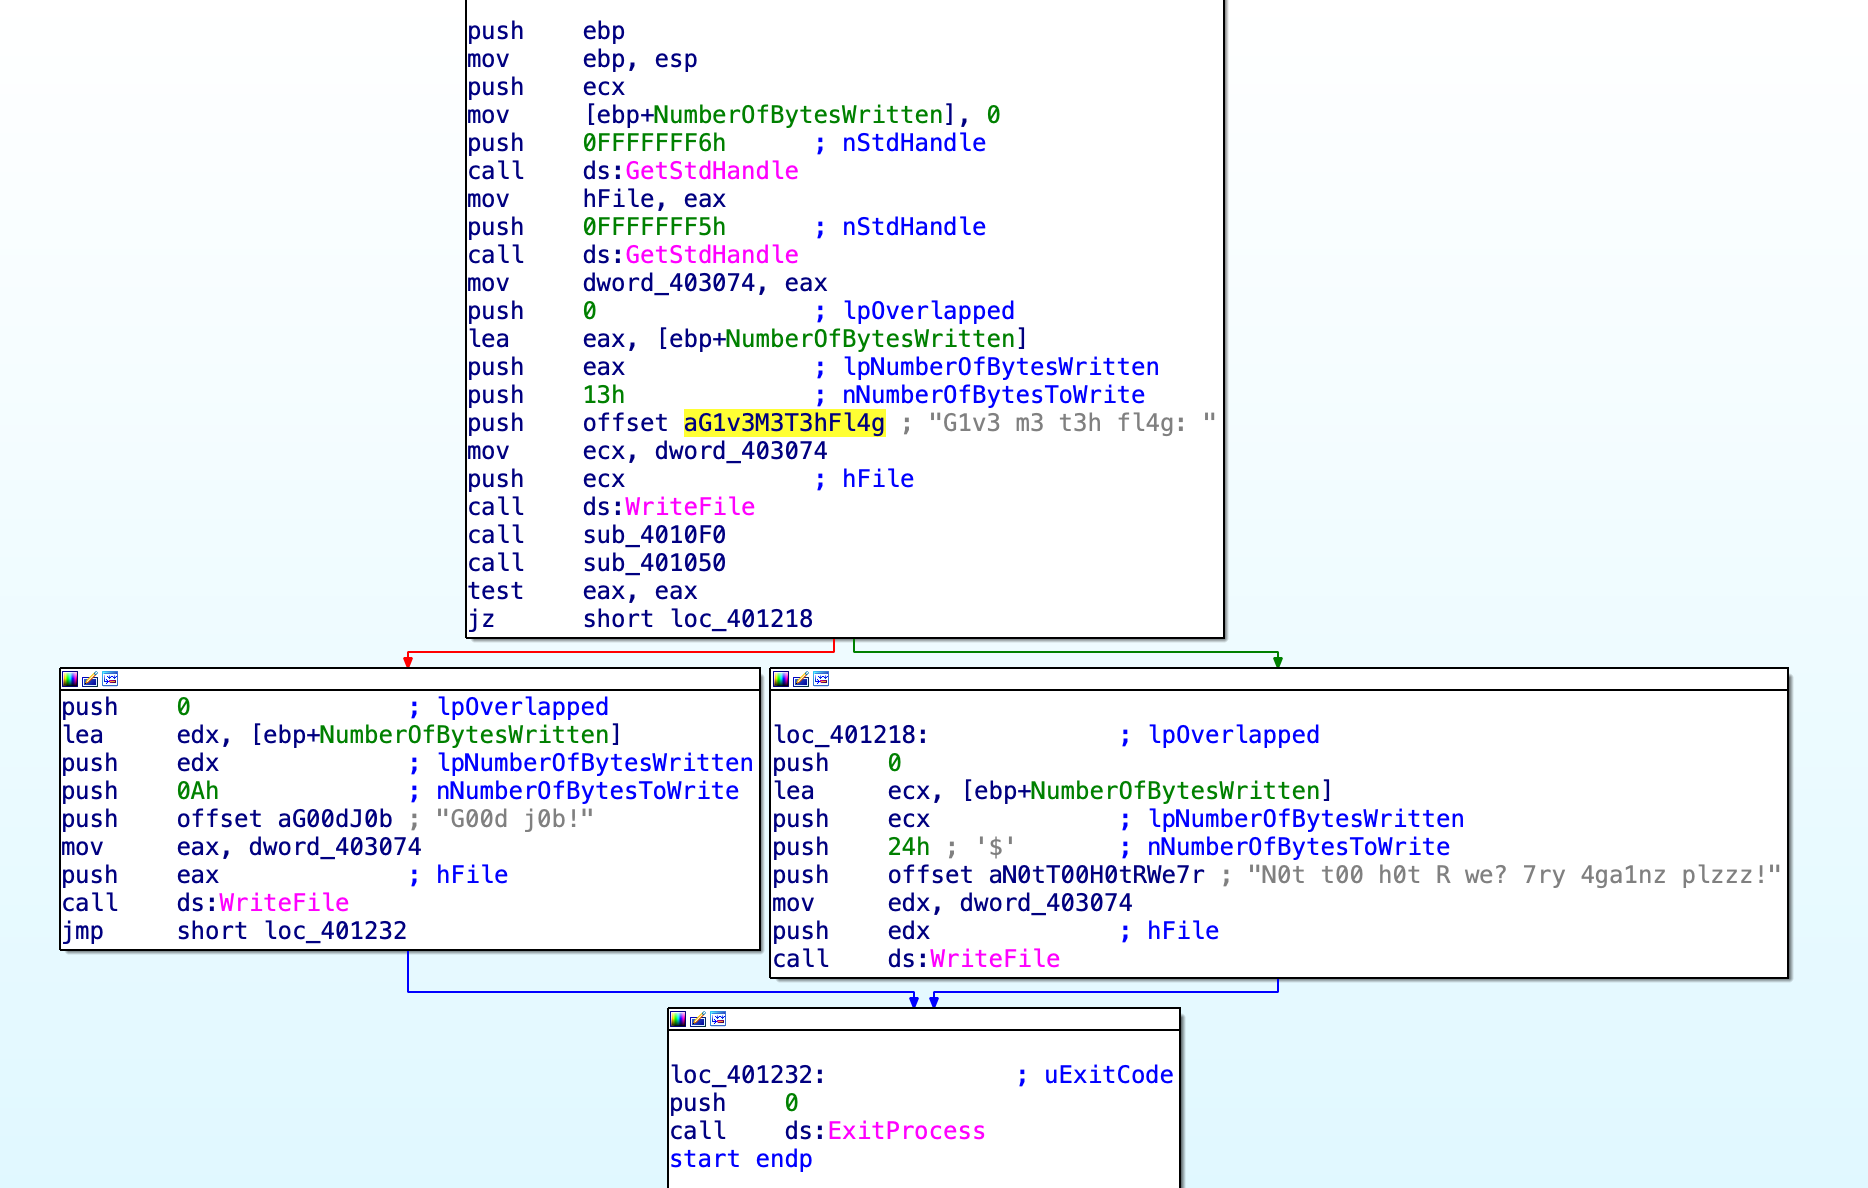 push ebp
mov ebp, esp
push ecx
mov [ebp+NumberOfBytesWritten], 0
push 0FFFFFFF6h ; nStdHandle
call ds:GetStdHandle
mov hFile, eax
push 0FFFFFFF5h ; nStdHandle
call ds:GetStdHandle
mov dword_403074, eax
push 0 ; lpOverlapped
lea eax, [ebp+NumberOfBytesWritten]
push eax ; lpNumberOfBytesWritten
push 13h ; nNumberOfBytesToWrite
push offset aG1v3M3T3hFl4g ; "G1v3 m3 t3h fl4g: "
mov ecx, dword_403074
push ecx ; hFile
call ds:WriteFile
call sub_4010F0
call sub_401050
test eax, eax
jz short loc_401218
push 0 ; lpOverlapped
lea edx, [ebp+NumberOfBytesWritten]
push edx ; lpNumberOfBytesWritten
push 0Ah ; nNumberOfBytesToWrite
push offset aG00dJ0b ; "G00d j0b!"
mov eax, dword_403074
push eax ; hFile
call ds:WriteFile
jmp short loc_401232
loc_401218: ; lpOverlapped
push 0
lea ecx, [ebp+NumberOfBytesWritten]
push ecx ; lpNumberOfBytesWritten
push 24h ; '$' ; nNumberOfBytesToWrite
push offset aN0tT00H0tRWe7r ; "N0t t00 h0t R we? 7ry 4ga1nz plzzz!"
mov edx, dword_403074
push edx ; hFile
call ds:WriteFile
loc_401232: ; uExitCode
push 0
call ds:ExitProcess
start endp